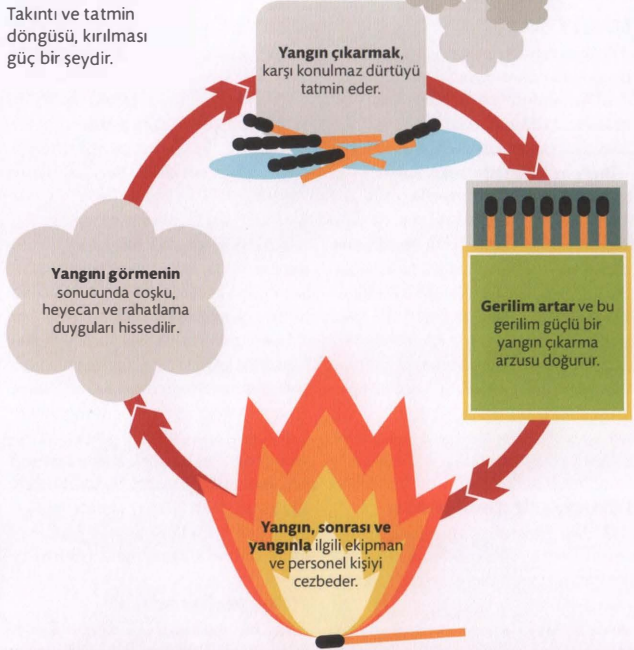 Takıntı ve tatmin
döngüsü, kırılması
güç bir şeydir.
Yangın çıkarmak,
karşı konulmaz dürtüyü
tatmin eder.
Gerilim artar ve bu
gerilim güçlü bir
yangın çıkarma
arzusu doğurur.
Yangın, sonrası ve
yangınla ilgili ekipman
ve personel kişiyi
cezbeder.
Yangını görmenin
sonucunda coşku,
heyecan ve rahatlama
duyguları hissedilir.